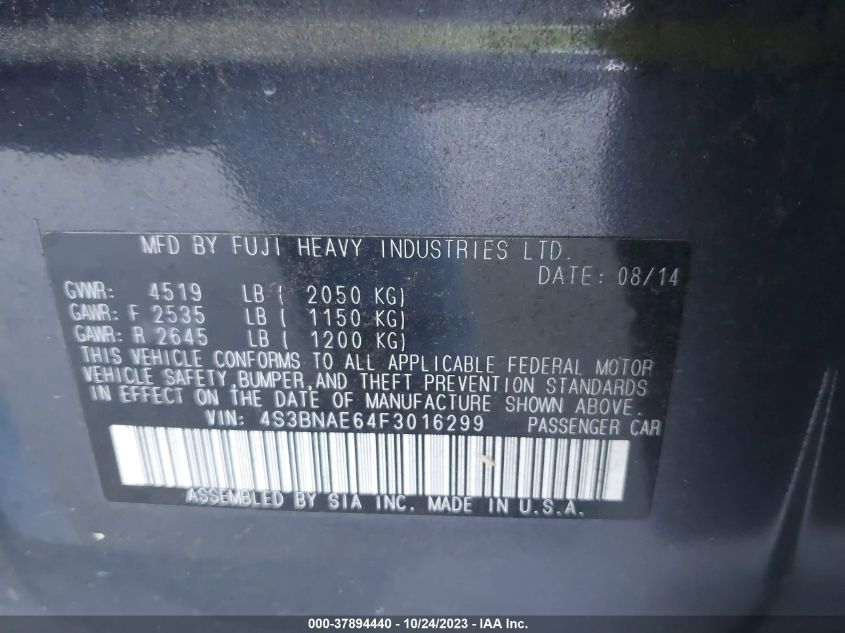 MFD BY FUJI HEAVY INDUSTRIES LTD.
DATE: 08/14
GVWR: 4519 LB ( 2050 KG)
GAWR: F 2535 LB ( 1150 KG)
GAWR: R 2645 LB ( 1200 KG)
THIS VEHICLE CONFORMS TO ALL APPLICABLE FEDERAL MOTOR
VEHICLE SAFETY,BUMPER,AND THEFT PREVENTION STANDARDS
IN EFFECT ON THE DATE OF MANUFACTURE SHOWN ABOVE.
VIN: 4S3BNAE64F3016299 PASSENGER CAR
ASSEMBLED BY SIA INC. MADE IN U.S.A.
000-37894440 - 10/24/2023 - IAA Inc.